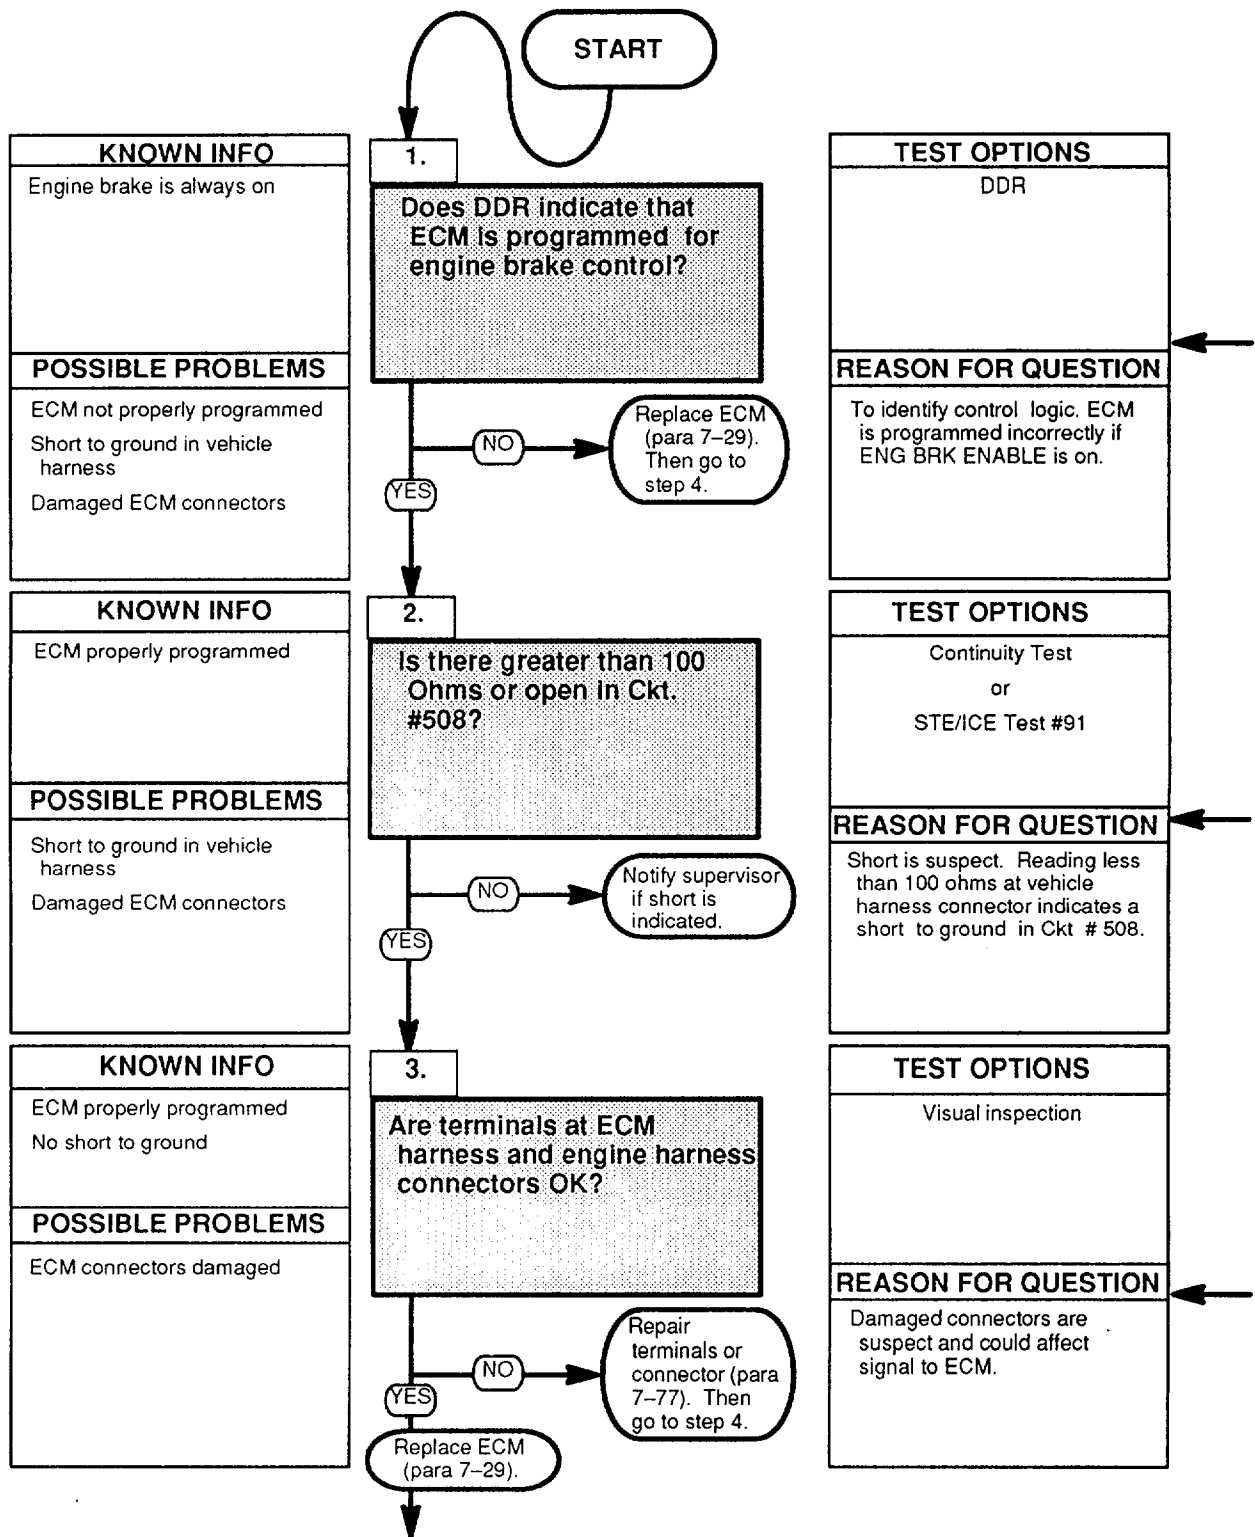 START
KNOWN INFO
Engine brake is always on
POSSIBLE PROBLEMS
ECM not properly programmed
Short to ground in vehicle
harness
Damaged ECM connectors
1.
Does DDR indicate that
ECM is programmed for
engine brake control?
NO
Replace ECM
(para 7–29).
Then go to
step 4.
YES
TEST OPTIONS
DDR
REASON FOR QUESTION
To identify control logic. ECM
is programmed incorrectly if
ENG BRK ENABLE is on.
KNOWN INFO
ECM properly programmed
POSSIBLE PROBLEMS
Short to ground in vehicle
harness
Damaged ECM connectors
2.
Is there greater than 100
Ohms or open in Ckt.
#508?
NO
Notify supervisor
if short is
indicated.
YES
TEST OPTIONS
Continuity Test
or
STE/ICE Test #91
REASON FOR QUESTION
Short is suspect. Reading less
than 100 ohms at vehicle
harness connector indicates a
short to ground in Ckt # 508.
KNOWN INFO
ECM properly programmed
No short to ground
POSSIBLE PROBLEMS
ECM connectors damaged
3.
Are terminals at ECM
harness and engine harness
connectors OK?
NO
Repair
terminals or
connector (para
7–77). Then
go to step 4.
YES
Replace ECM
(para 7–29).
TEST OPTIONS
Visual inspection
REASON FOR QUESTION
Damaged connectors are
suspect and could affect
signal to ECM.